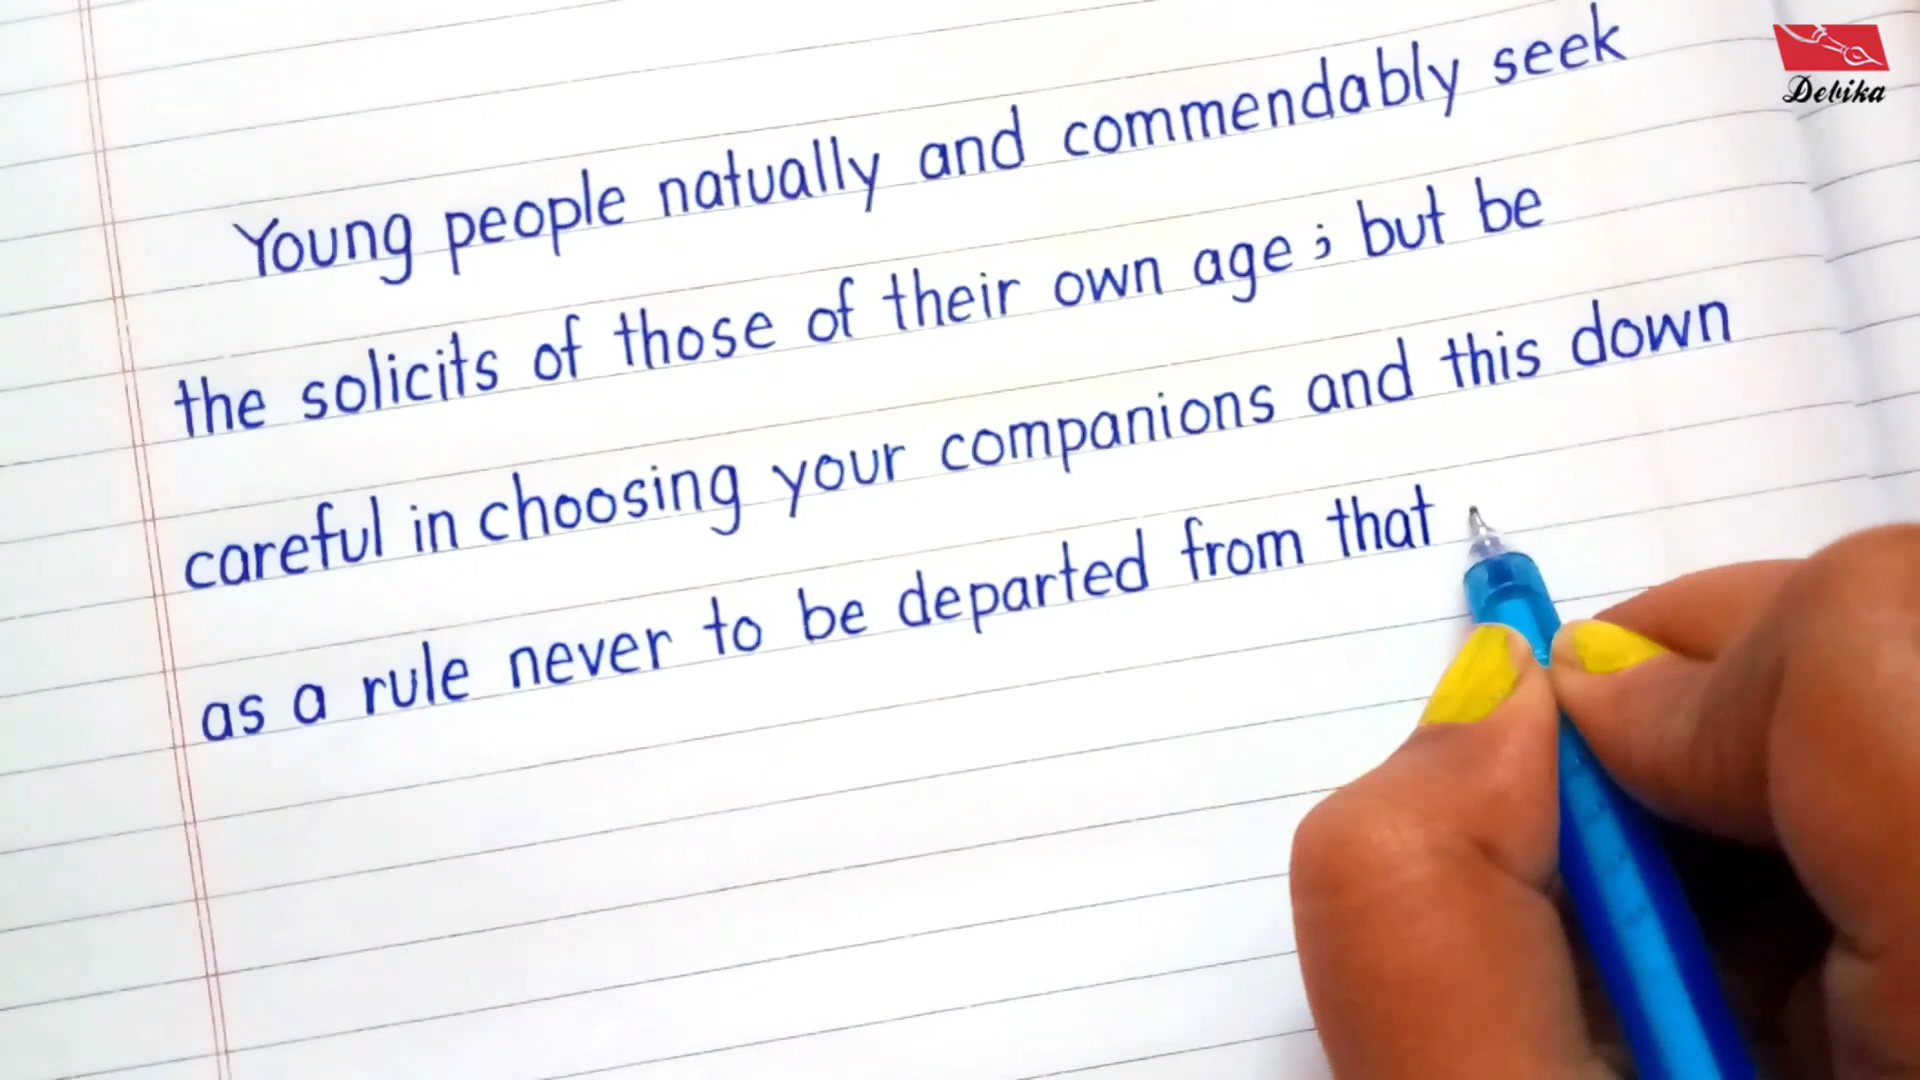 Debika
Young people natually and commendably seek
the solicits of those of their own age; but be
careful in choosing your companions and this down
as a rule never to be departed from that